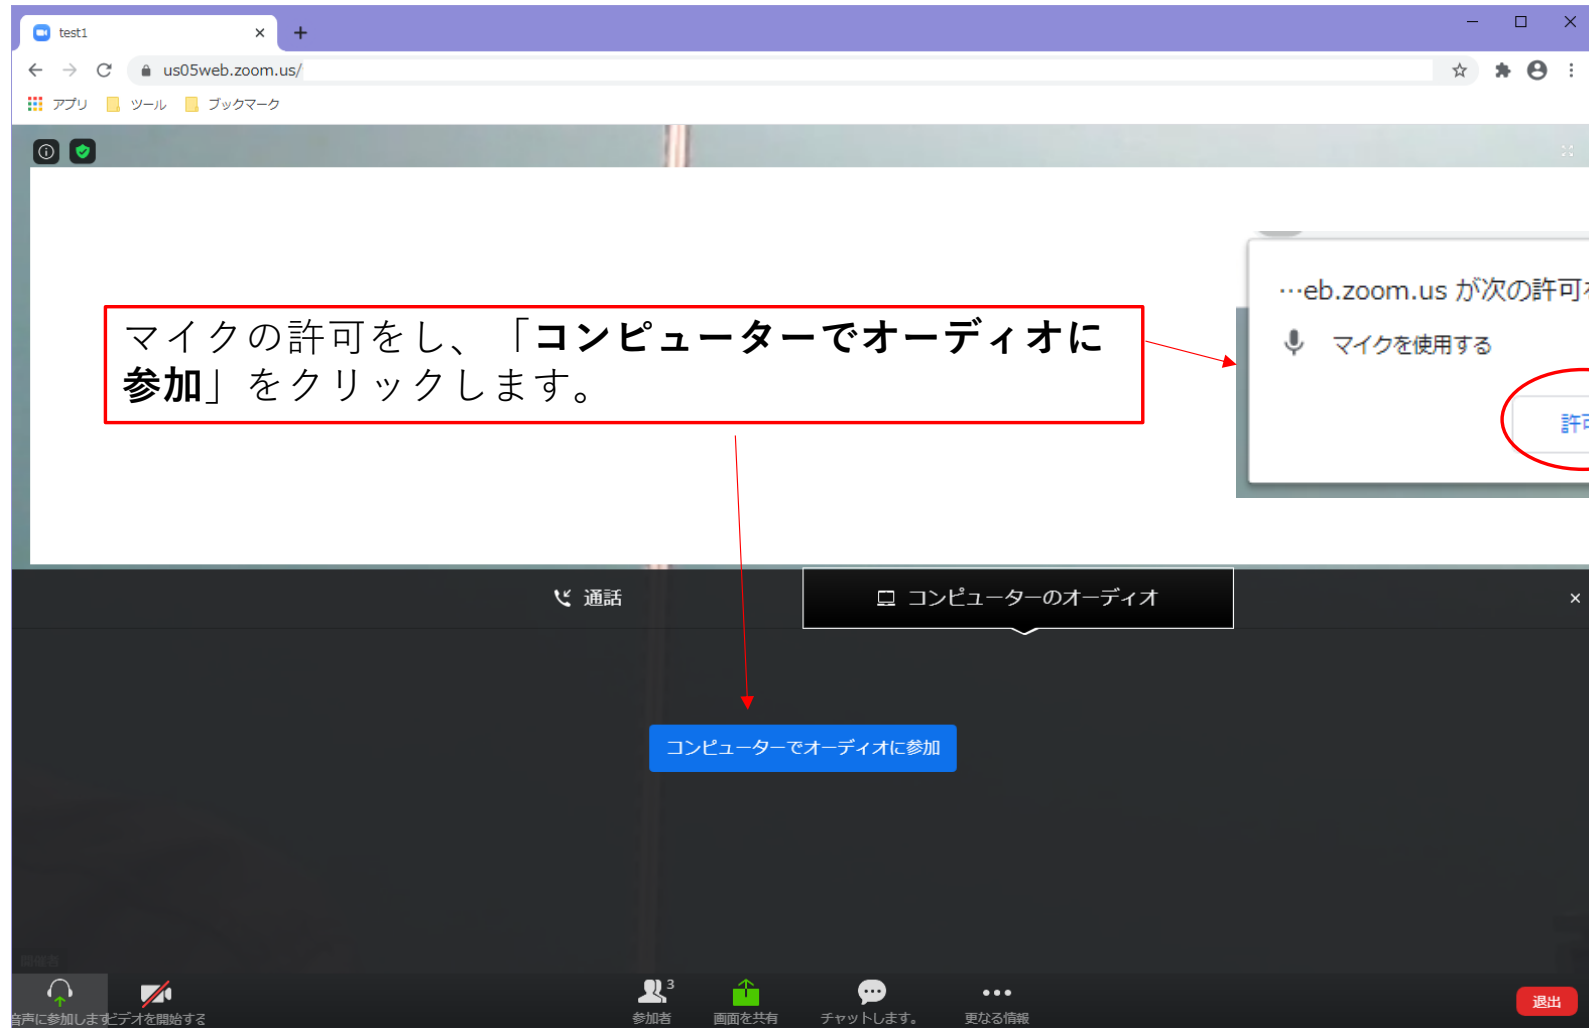 test1
us05web.zoom.us/
アプリ ツール ブックマーク
…eb.zoom.us が次の許可
マイクを使用する
許可
マイクの許可をし、「コンピューターでオーディオに
参加」をクリックします。
通話 コンピューターのオーディオ
コンピューターでオーディオに参加
開催者
音声に参加します ビデオを開始する 参加者 3 画面を共有 チャットします。 更なる情報 退出